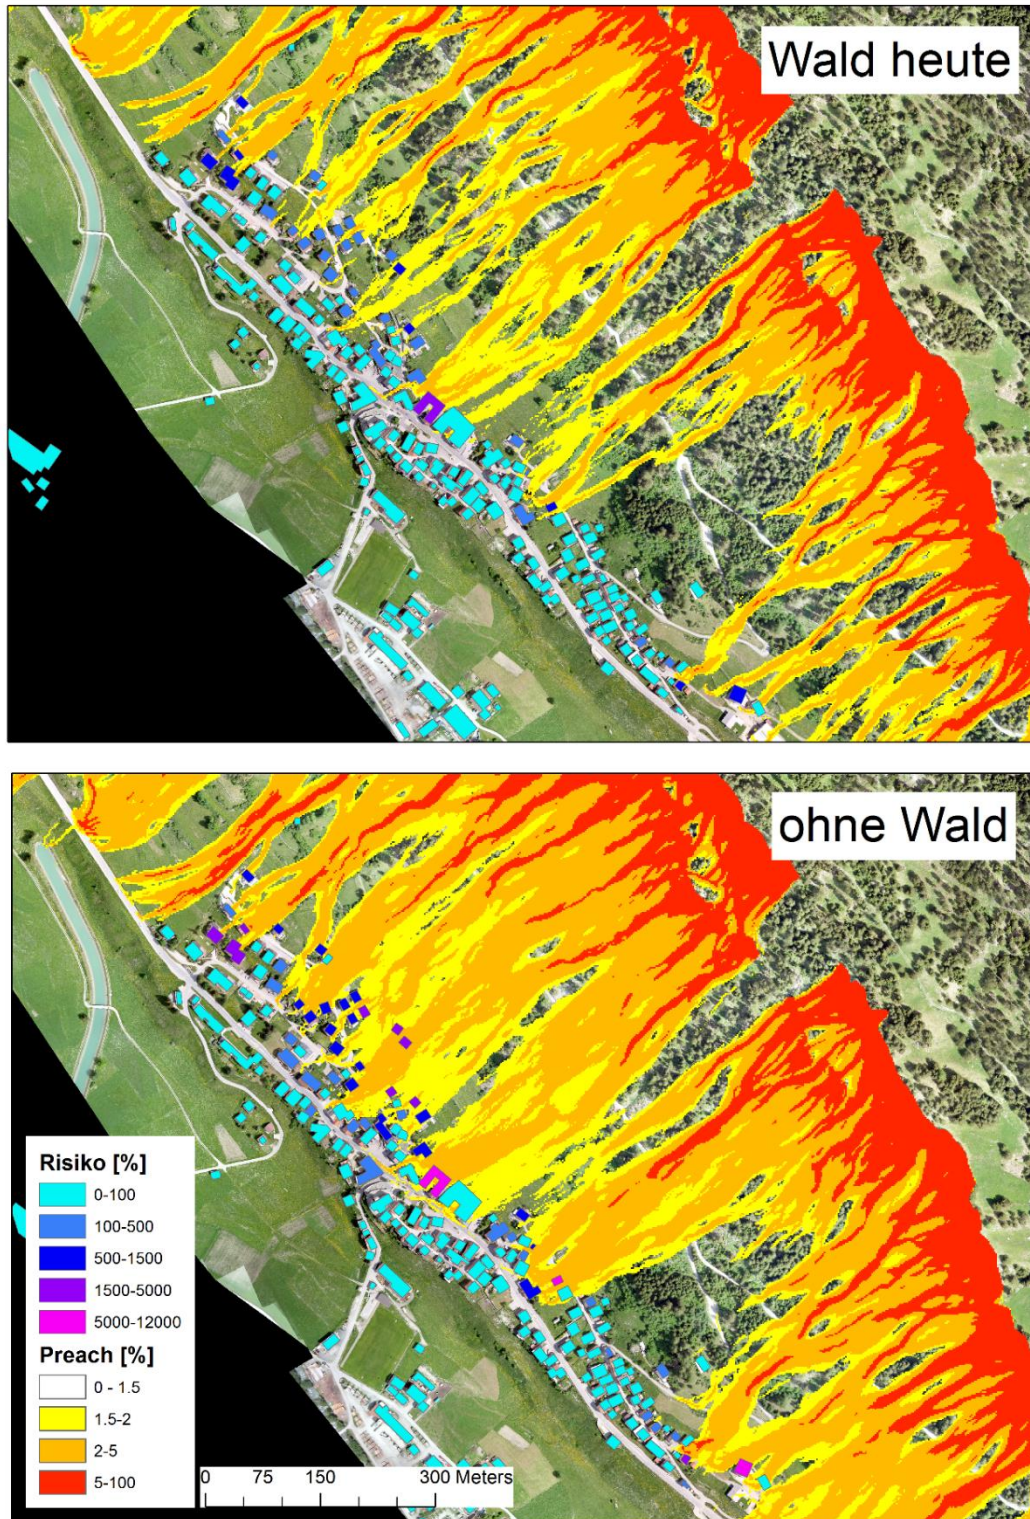 Wald heute
ohne Wald
Risiko [%]
0-100
100-500
500-1500
1500-5000
5000-12000
Preach [%]
0 - 1.5
1.5-2
2-5
5-100
0 75 150 300 Meters